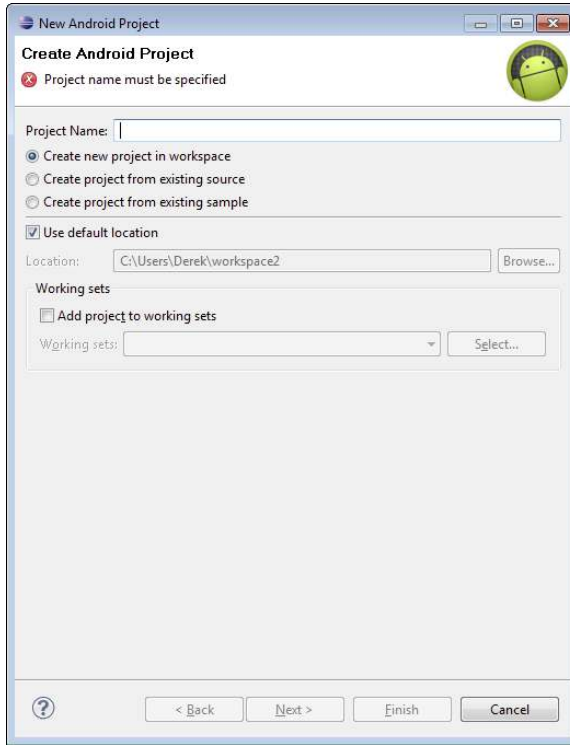 New Android Project
Create Android Project
Project name must be specified
Project Name:
Create new project in workspace
Create project from existing source
Create project from existing sample
Use default location
Location: C:\Users\Derek\workspace2 Browse...
Working sets
Add project to working sets
Working sets: Select...
? < Back Next > Finish Cancel